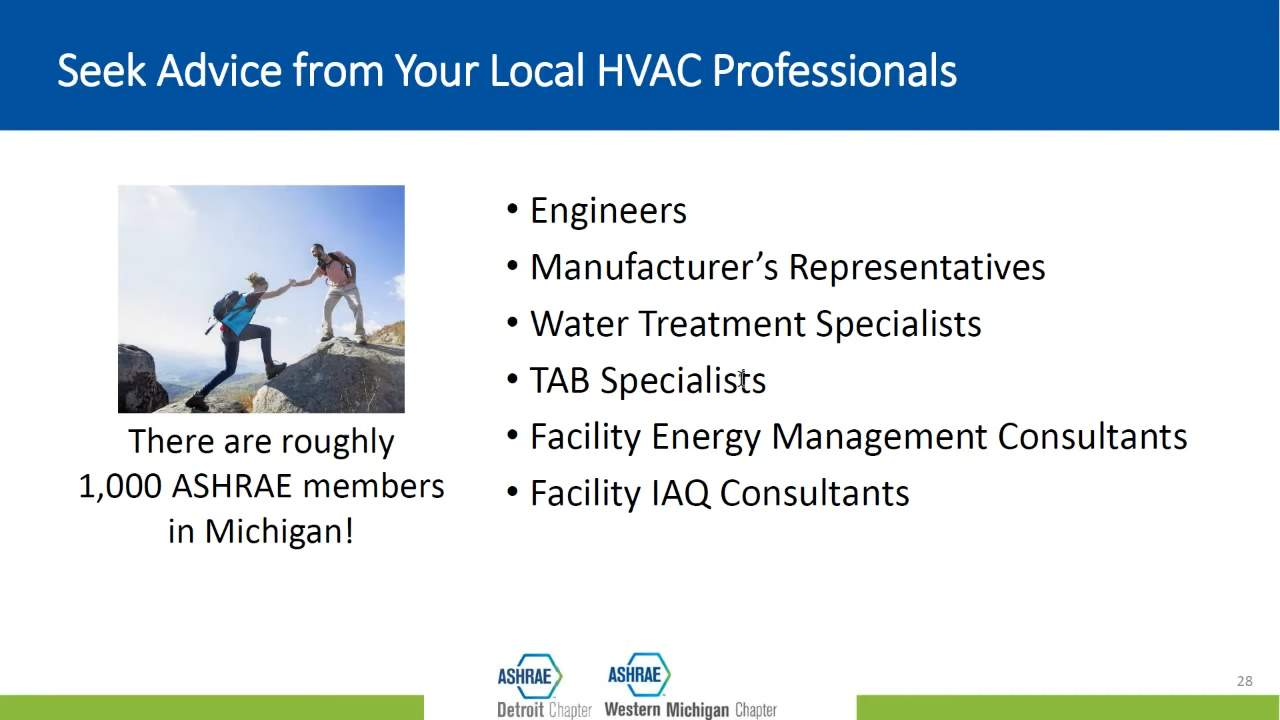 Seek Advice from Your Local HVAC Professionals
There are roughly
1,000 ASHRAE members
in Michigan!
• Engineers
• Manufacturer’s Representatives
• Water Treatment Specialists
• TAB Specialists
• Facility Energy Management Consultants
• Facility IAQ Consultants
ASHRAE
Detroit Chapter
ASHRAE
Western Michigan Chapter
28